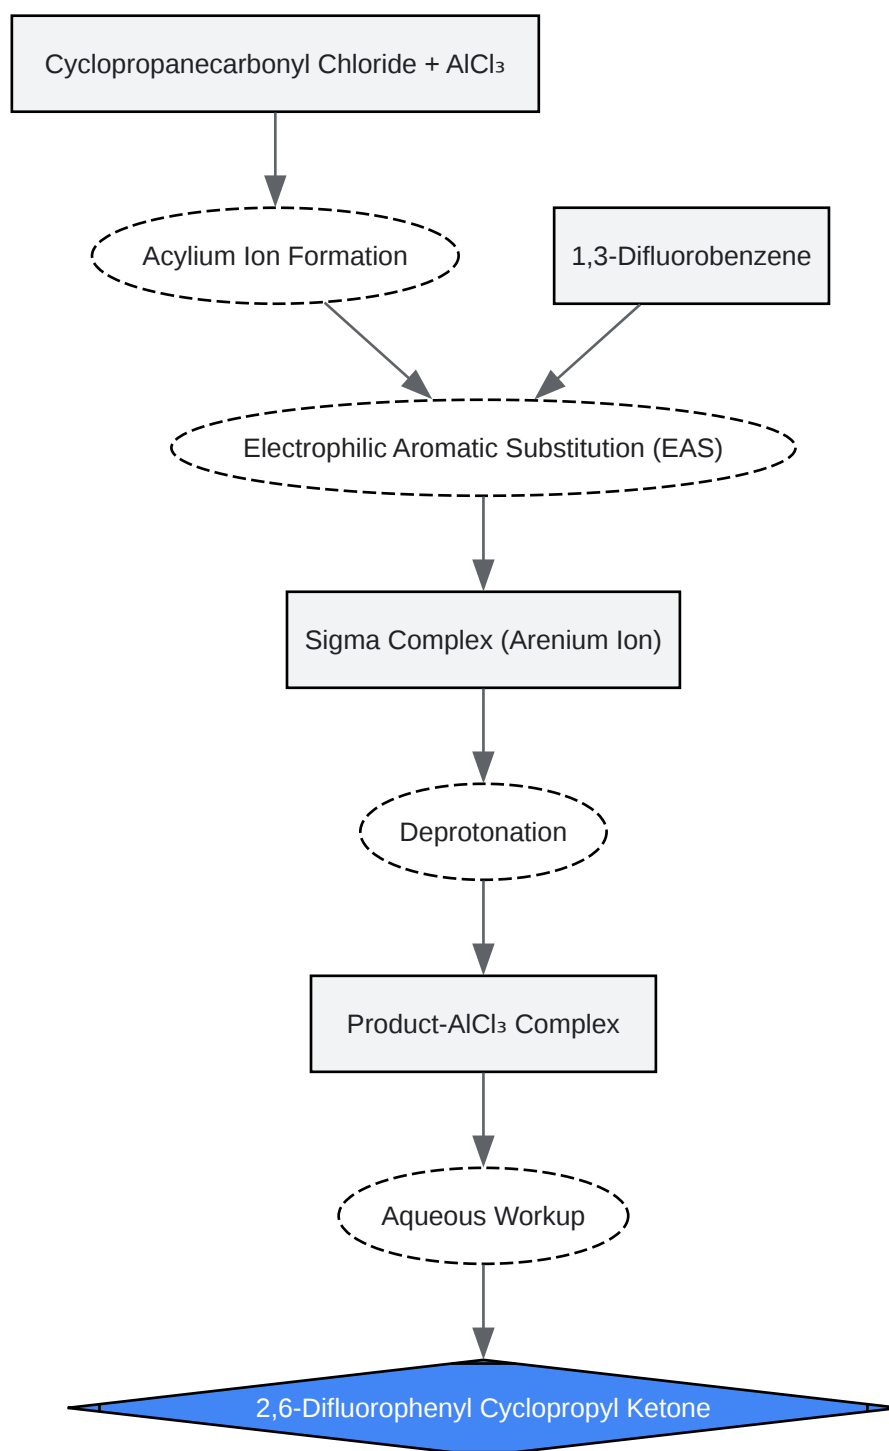 Cyclopropanecarbonyl Chloride + AlCl₃
Acylium Ion Formation
1,3-Difluorobenzene
Electrophilic Aromatic Substitution (EAS)
Sigma Complex (Arenium Ion)
Deprotonation
Product-AlCl₃ Complex
Aqueous Workup
2,6-Difluorophenyl Cyclopropyl Ketone